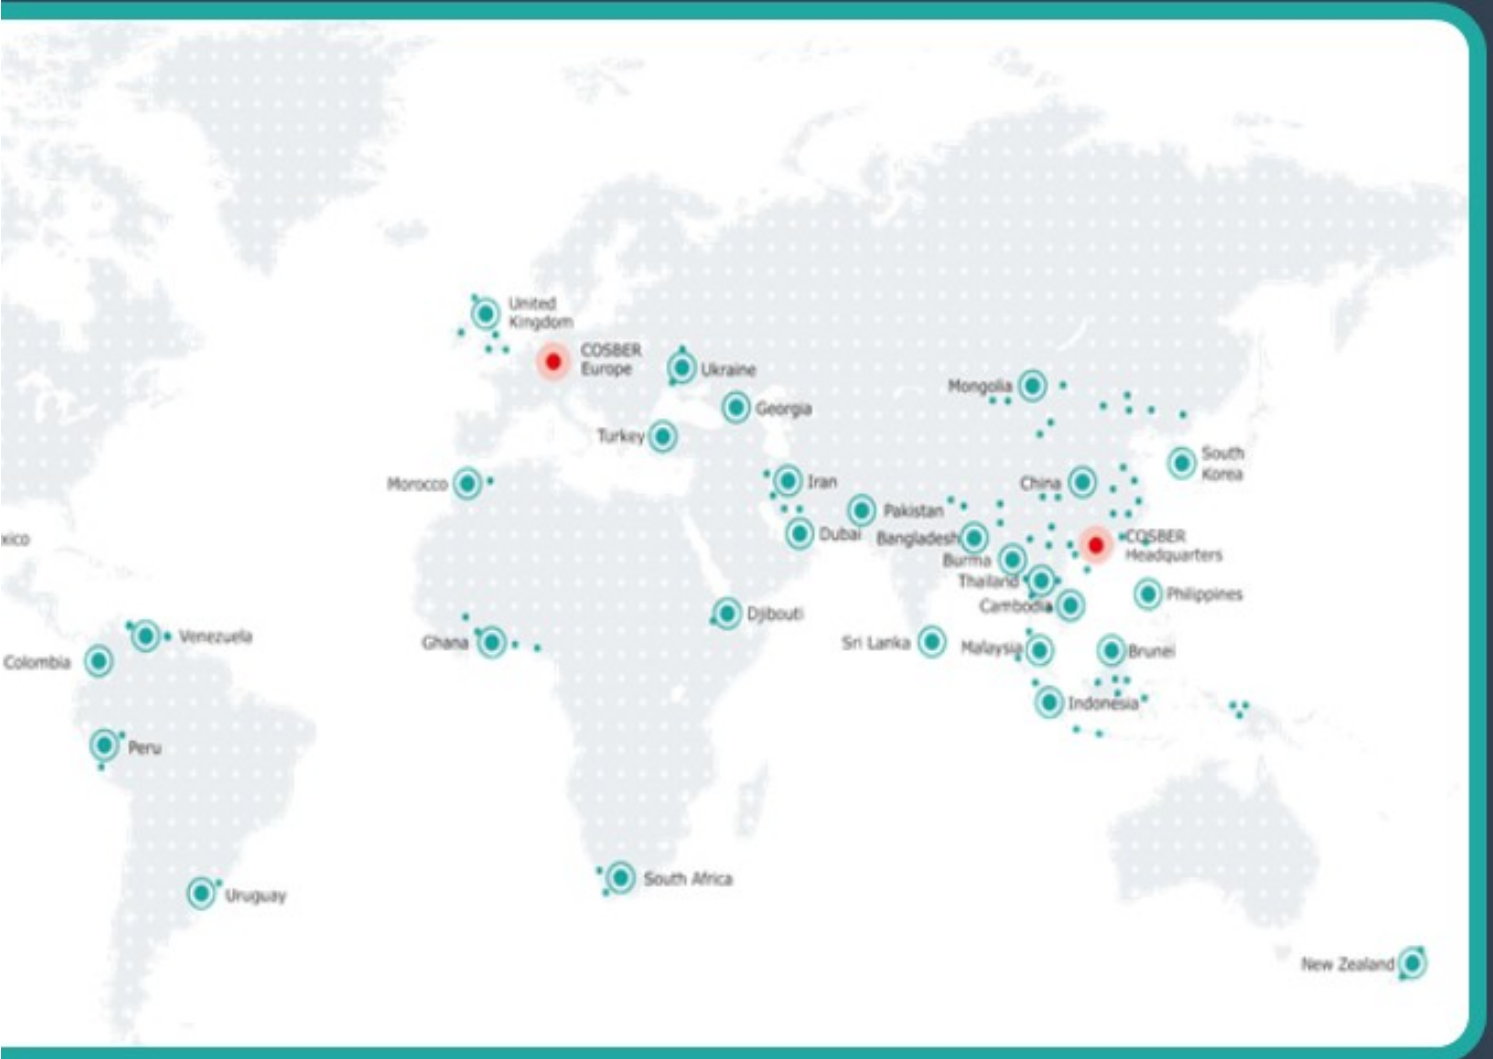 United
Kingdom
COSBER
Europe
Ukraine
Mongolia
Georgia
Turkey
South
Korea
Morocco
Iran
China
Pakistan
xico
Dubai
Bangladesh
COSBER
Headquarters
Burma
Thailand
Philippines
Cambodia
Djibouti
Venezuela
Ghana
Sri Lanka
Malaysia
Brunei
Colombia
Indonesia
Peru
South Africa
Uruguay
New Zealand